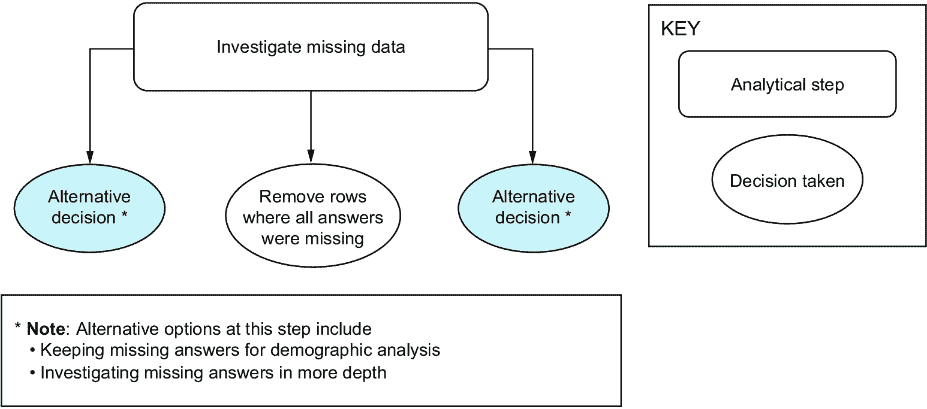 Investigate missing data
Alternative
decision *
Remove rows
where all answers
were missing
Alternative
decision *
KEY
Analytical step
Decision taken
* Note: Alternative options at this step include
• Keeping missing answers for demographic analysis
• Investigating missing answers in more depth